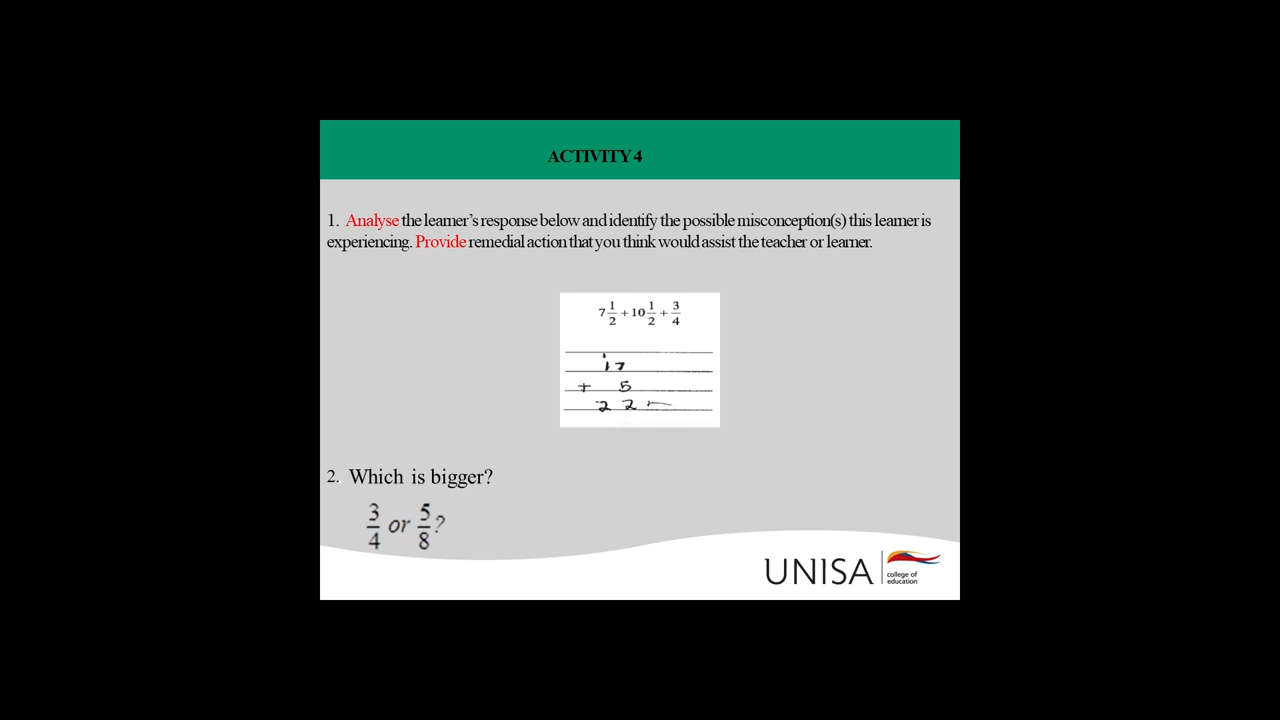 ACTIVITY 4
1. Analyse the learner's response below and identify the possible misconception(s) this learner is
experiencing. Provide remedial action that you think would assist the teacher or learner.
7 1/2 + 10 1/2 + 3/4
1
17
+ 5
22
2. Which is bigger?
3/4 or 5/8?
UNISA
college of
education